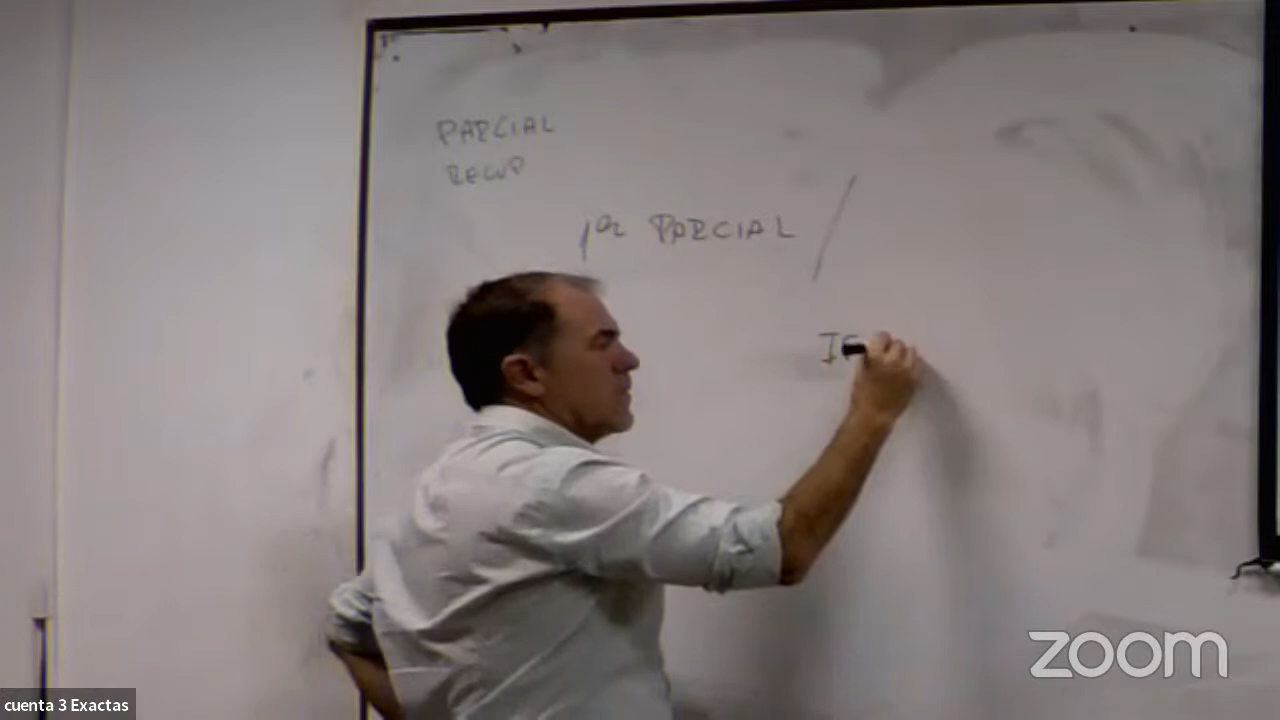 PARCIAL
RECUP
1er PARCIAL /
zoom
cuenta 3 Exactas